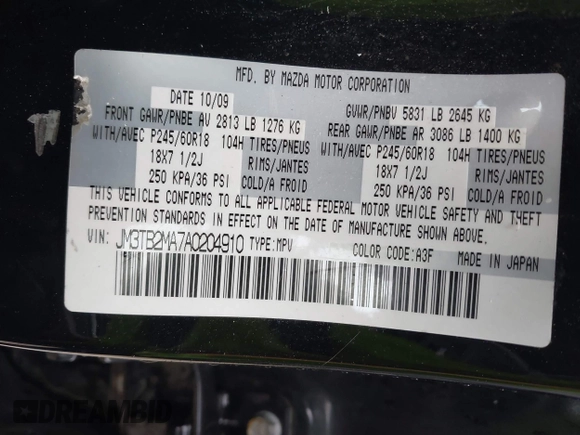 MFD. BY MAZDA MOTOR CORPORATION
DATE 10/09 GVWR/PNBV 5831 LB 2645 KG
FRONT GAWR/PNBE AV 2813 LB 1276 KG REAR GAWR/PNBE AR 3086 LB 1400 KG
WITH/AVEC P245/60R18 104H TIRES/PNEUS WITH/AVEC P245/60R18 104H TIRES/PNEUS
18X7 1/2J RIMS/JANTES 18X7 1/2J RIMS/JANTES
250 KPA/36 PSI COLD/A FROID 250 KPA/36 PSI COLD/A FROID
THIS VEHICLE CONFORMS TO ALL APPLICABLE FEDERAL MOTOR VEHICLE SAFETY AND THEFT
PREVENTION STANDARDS IN EFFECT ON THE DATE OF MANUFACTURE SHOWN ABOVE.
VIN: JM3TB2MA7A0204910 TYPE:MPV COLOR CODE:A3F MADE IN JAPAN
DREAMBID